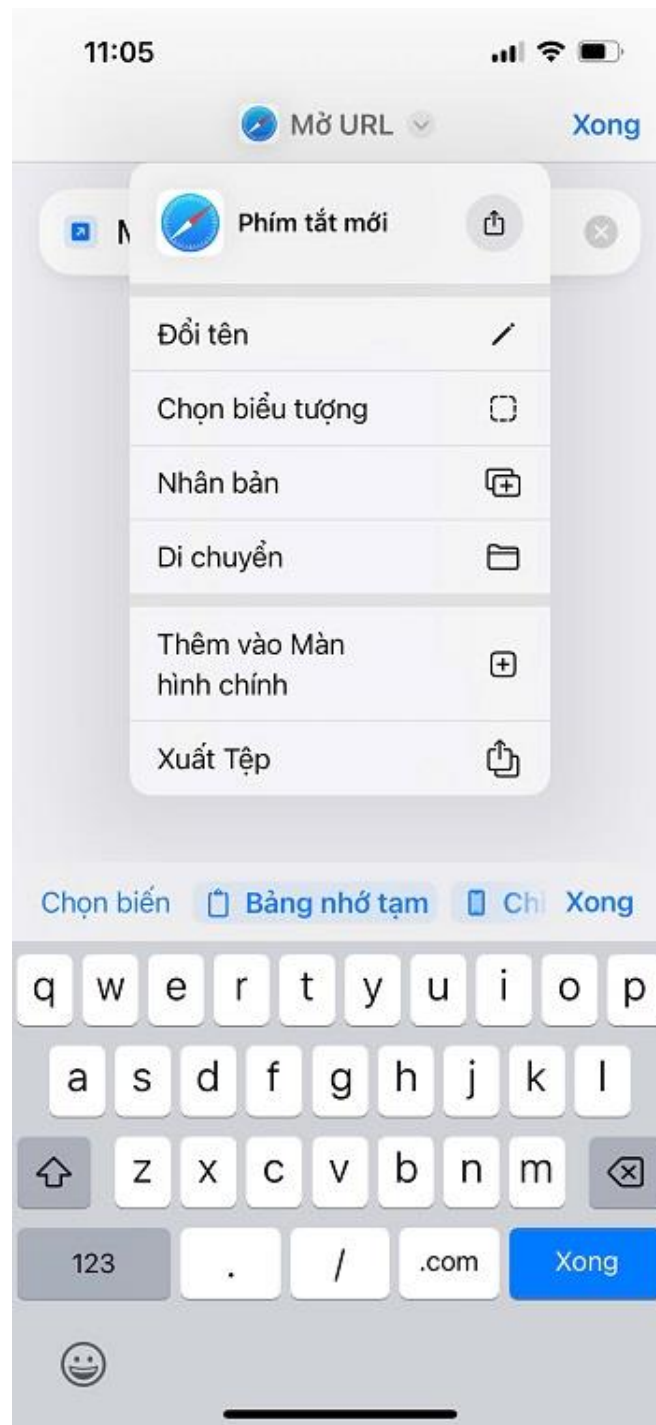 11:05
Mở URL
Xong
Phím tắt mới
M
Đổi tên
Chọn biểu tượng
Nhân bản
Di chuyển
Thêm vào Màn
hình chính
Xuất Tệp
Chọn biến Bảng nhớ tạm Xong
q w e r t y u i o p
a s d f g h j k l
z x c v b n m
123 . / .com Xong